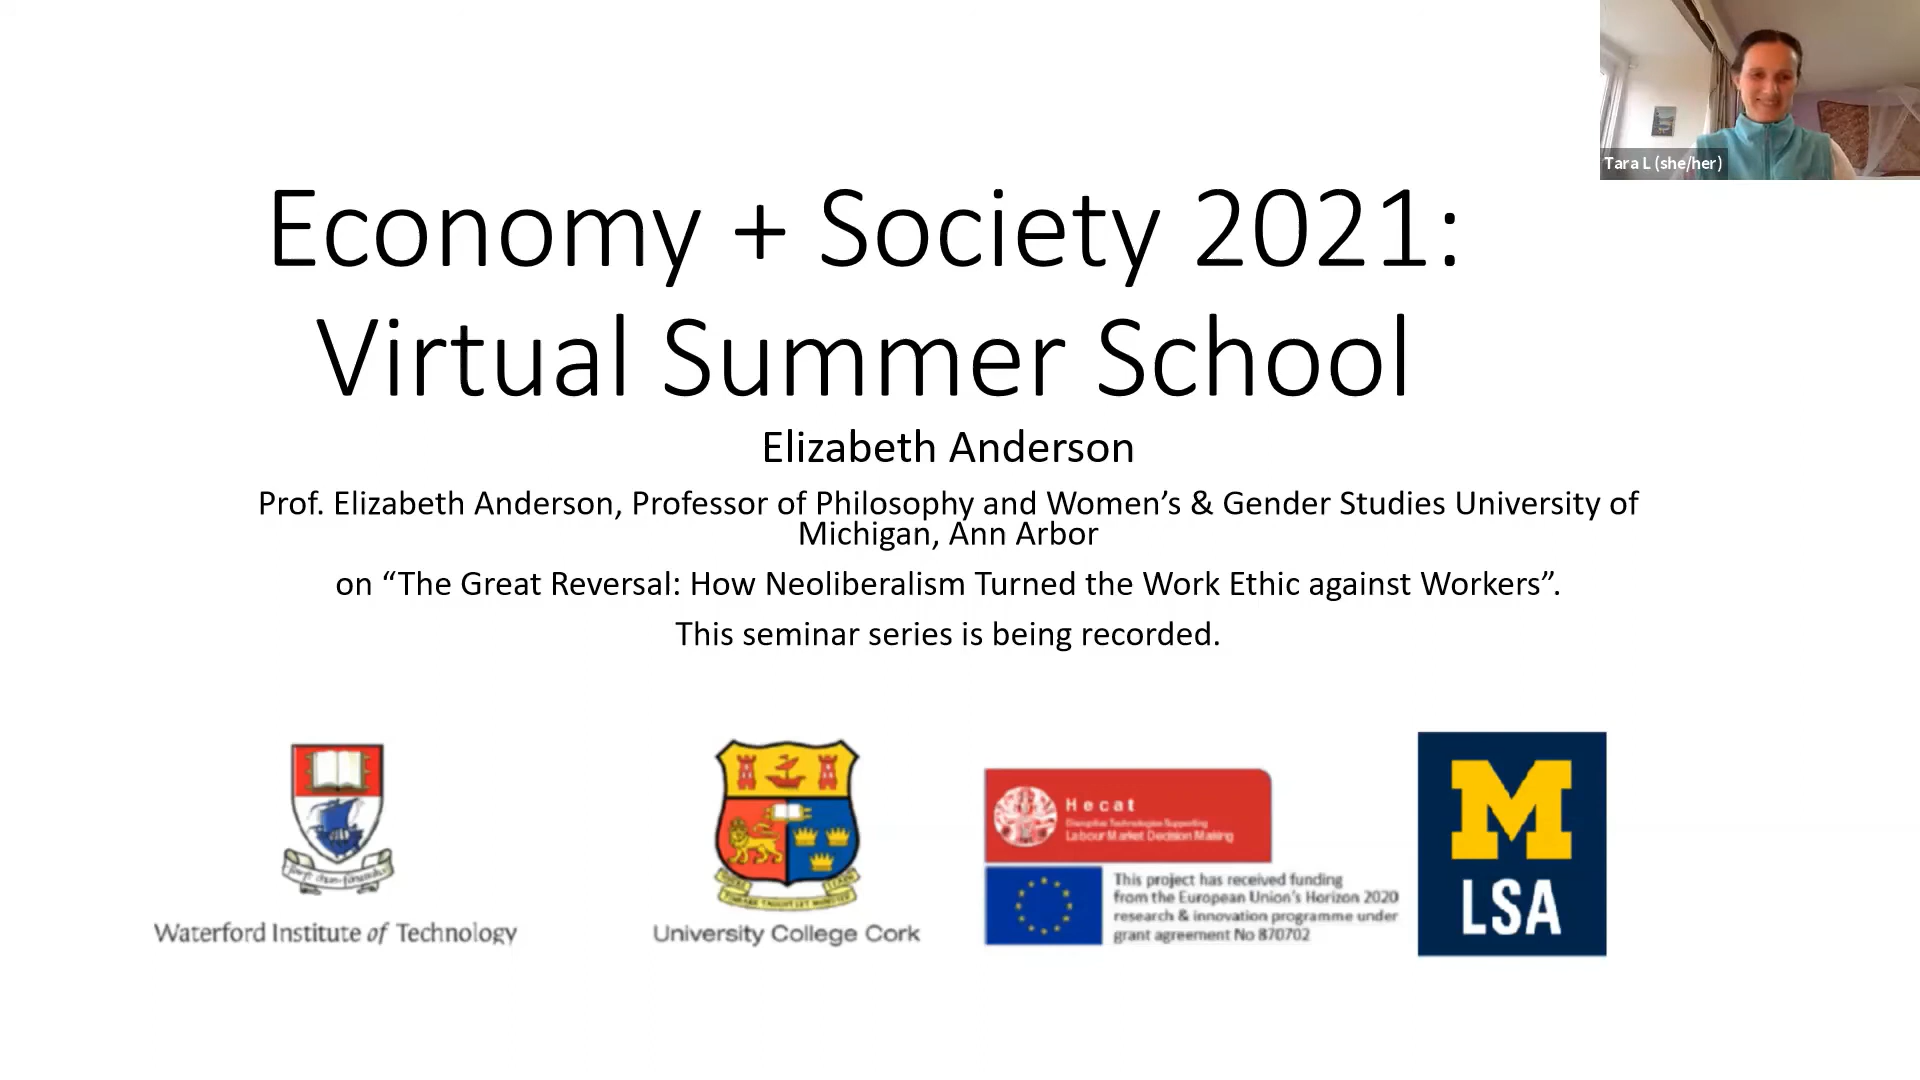 Tara L (she/her)
Economy + Society 2021:
Virtual Summer School
Elizabeth Anderson
Prof. Elizabeth Anderson, Professor of Philosophy and Women’s & Gender Studies University of
Michigan, Ann Arbor
on “The Great Reversal: How Neoliberalism Turned the Work Ethic against Workers”.
This seminar series is being recorded.
Waterford Institute of Technology
University College Cork
Hecat
Disruptive Technologies Supporting
Labour Market Decision Making
This project has received funding
from the European Union's Horizon 2020
research & innovation programme under
grant agreement No 870702
M
LSA